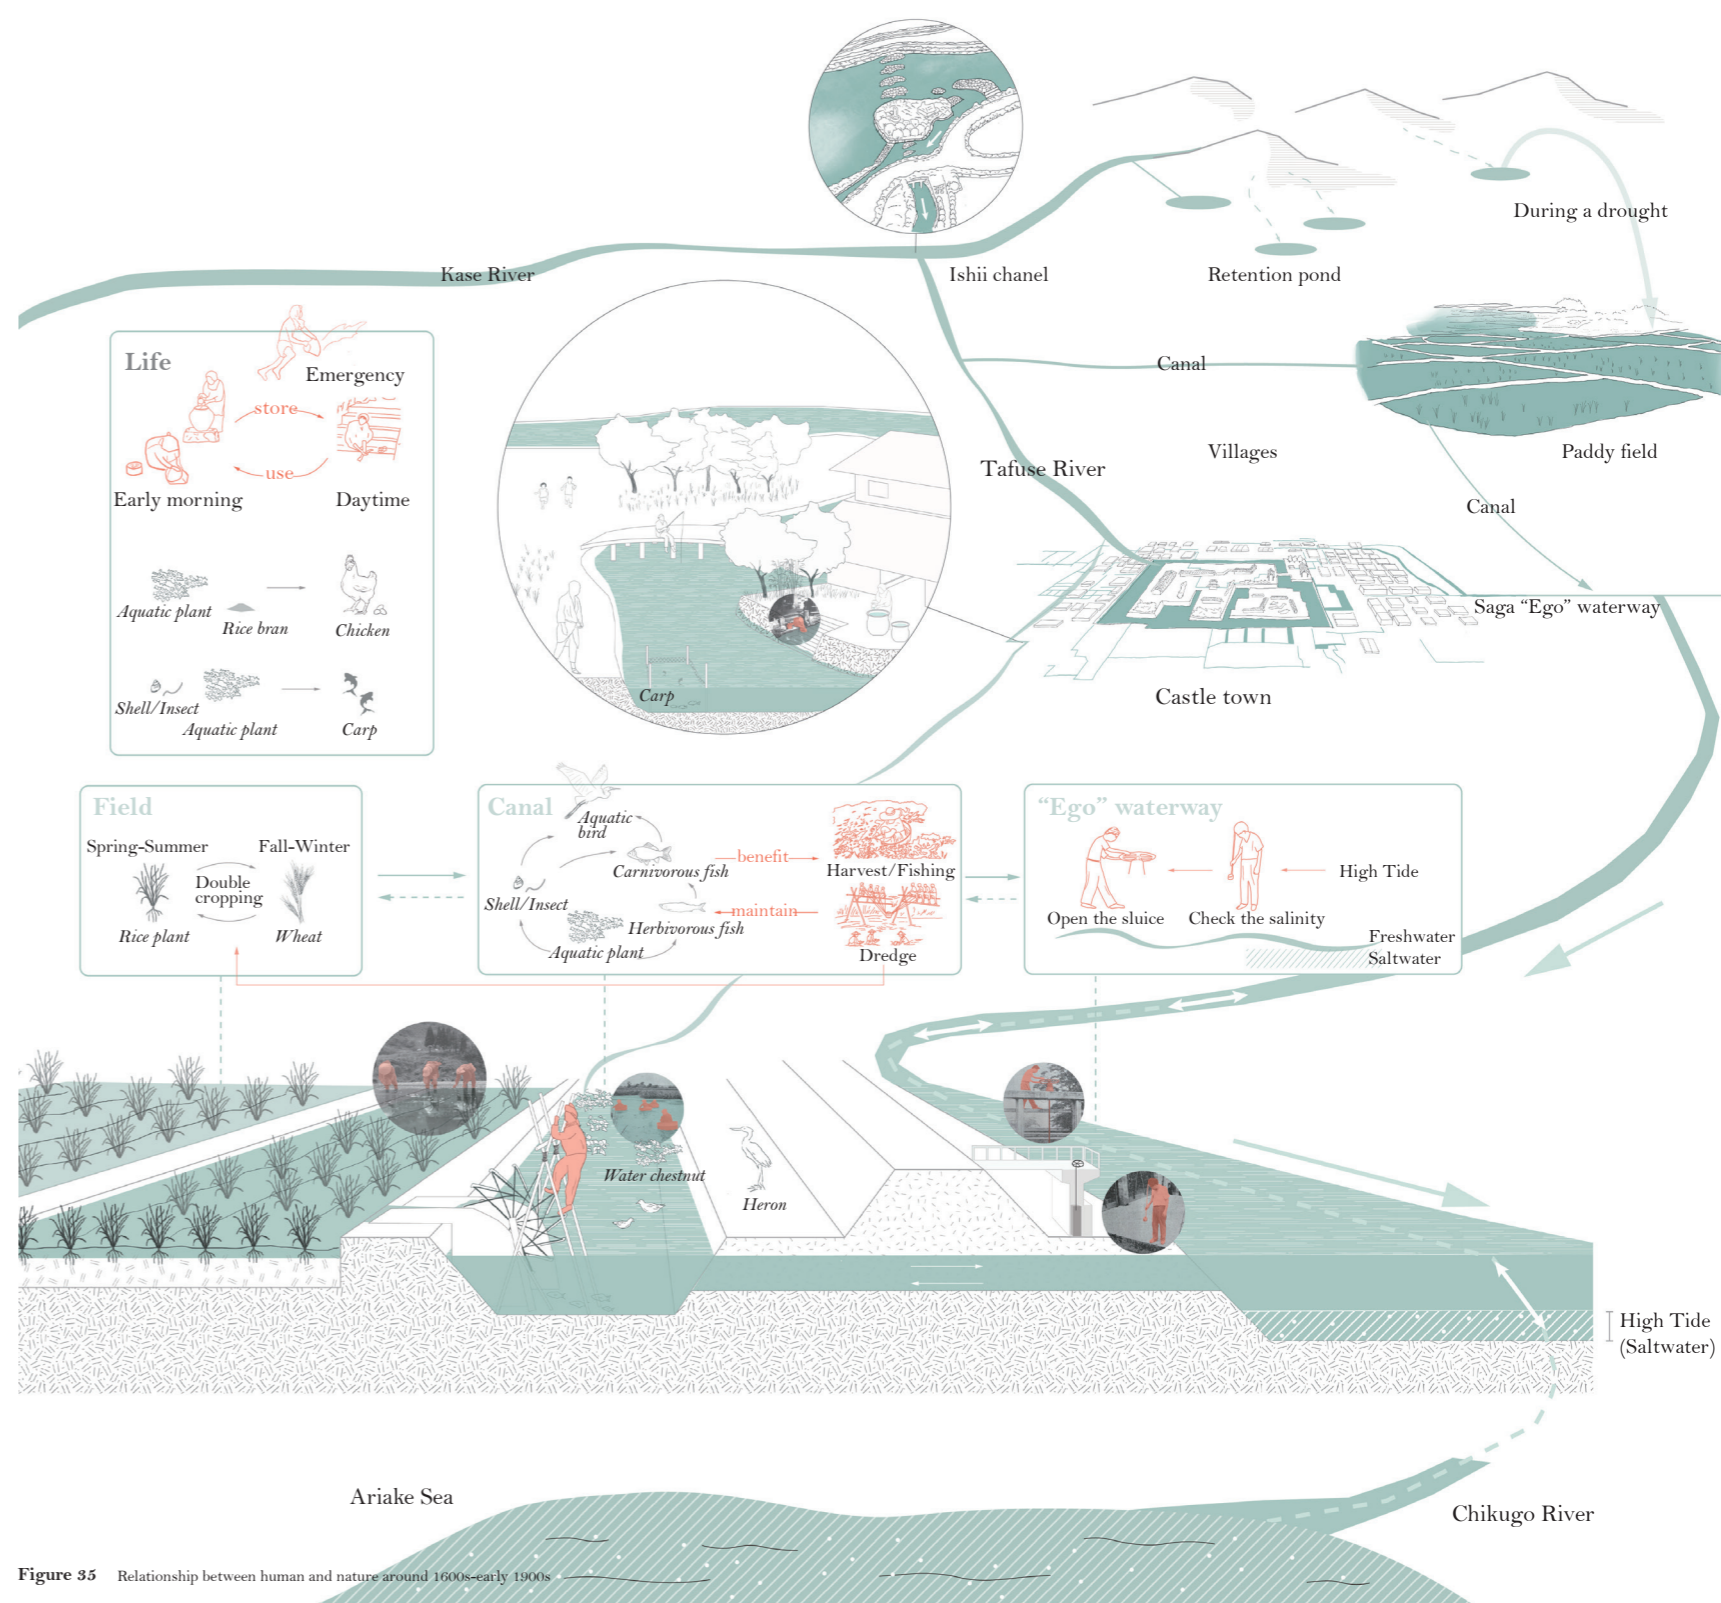 During a drought
Kase River
Ishii chanel
Retention pond
Life
Emergency
store
use
Early morning
Daytime
Aquatic plant
Rice bran
Chicken
Shell/Insect
Aquatic plant
Carp
Carp
Canal
Villages
Paddy field
Tafuse River
Canal
Saga “Ego” waterway
Castle town
Field
Spring-Summer
Fall-Winter
Double
cropping
Rice plant
Wheat
Canal
Aquatic
bird
Carnivorous fish
Shell/Insect
Herbivorous fish
Aquatic plant
benefit
Harvest/Fishing
maintain
Dredge
“Ego” waterway
High Tide
Open the sluice
Check the salinity
Freshwater
Saltwater
Water chestnut
Heron
High Tide
(Saltwater)
Ariake Sea
Chikugo River
Figure 35 Relationship between human and nature around 1600s-early 1900s